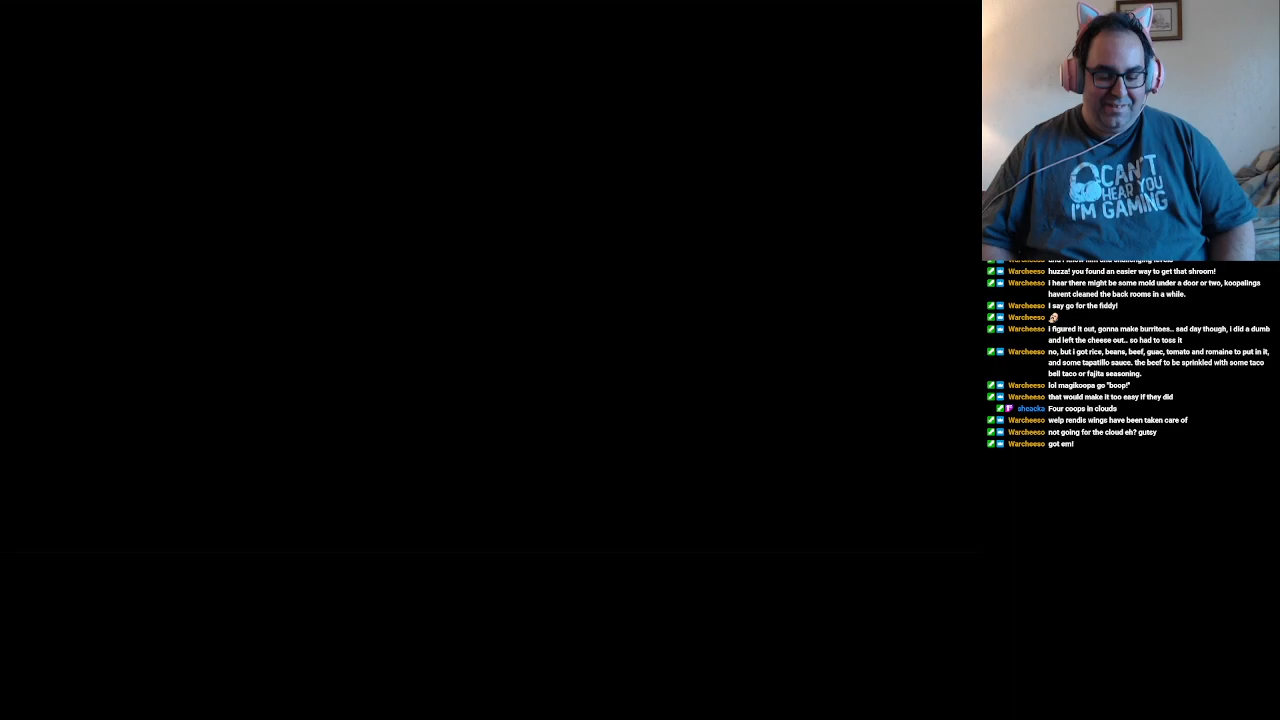 CAN'T
HEAR YOU
I'M GAMING
Warcheeso huzza! you found an easier way to get that shroom!
Warcheeso I hear there might be some mold under a door or two, koopalings
havent cleaned the back rooms in a while.
Warcheeso I say go for the fiddy!
Warcheeso
Warcheeso i figured it out, gonna make burritoes.. sad day though, i did a dumb
and left the cheese out.. so had to toss it
Warcheeso no, but i got rice, beans, beef, guac, tomato and romaine to put in it,
and some tapatillo sauce. the beef to be sprinkled with some taco
bell taco or fajita seasoning.
Warcheeso lol magikoopa go "boop!"
Warcheeso that would make it too easy if they did
sheacka Four coops in clouds
Warcheeso welp rendis wings have been taken care of
Warcheeso not going for the cloud eh? gutsy
Warcheeso got em!